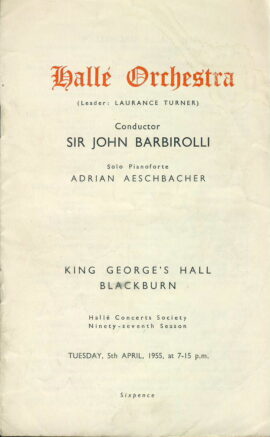 Hallé Orchestra
(Leader: LAURANCE TURNER)
Conductor
SIR JOHN BARBIROLLI
Solo Pianoforte
ADRIAN AESCHBACHER
KING GEORGE'S HALL
BLACKBURN
Hallé Concerts Society
Ninety-seventh Season
TUESDAY, 5th APRIL, 1955, at 7-15 p.m.
Sixpence